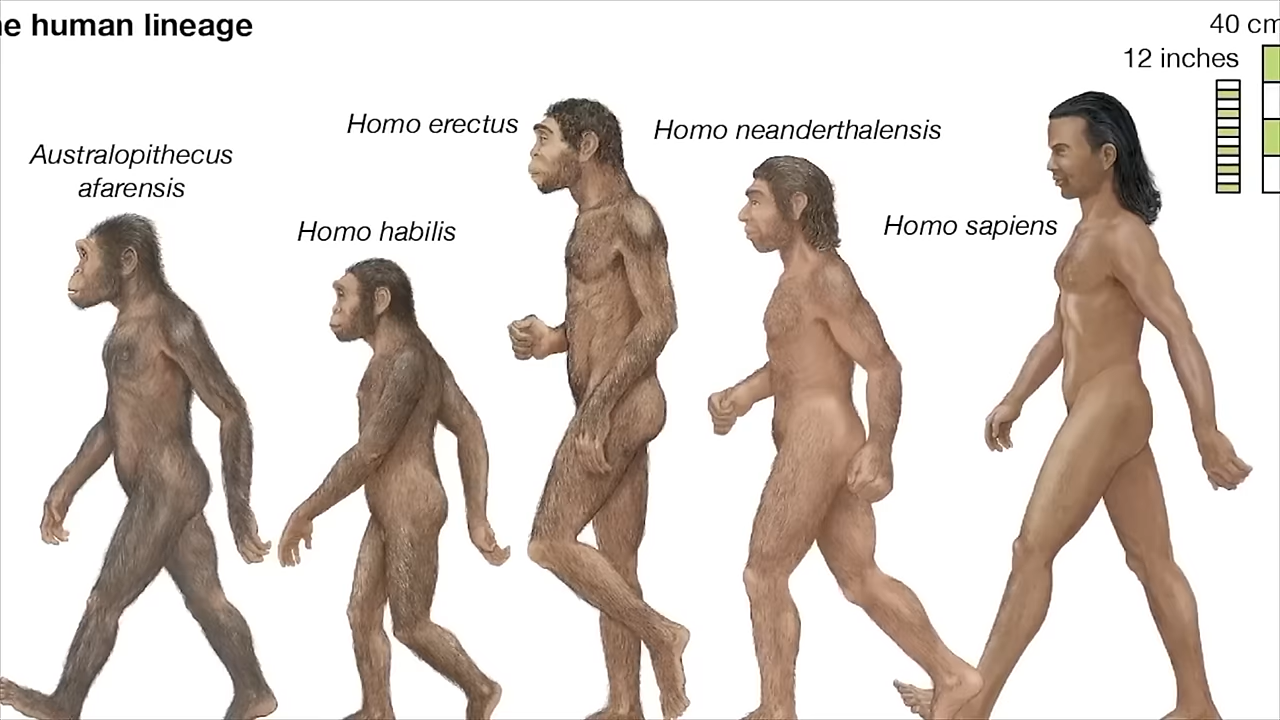 e human lineage
40 cm
12 inches
Homo erectus
Homo neanderthalensis
Australopithecus
afarensis
Homo habilis
Homo sapiens